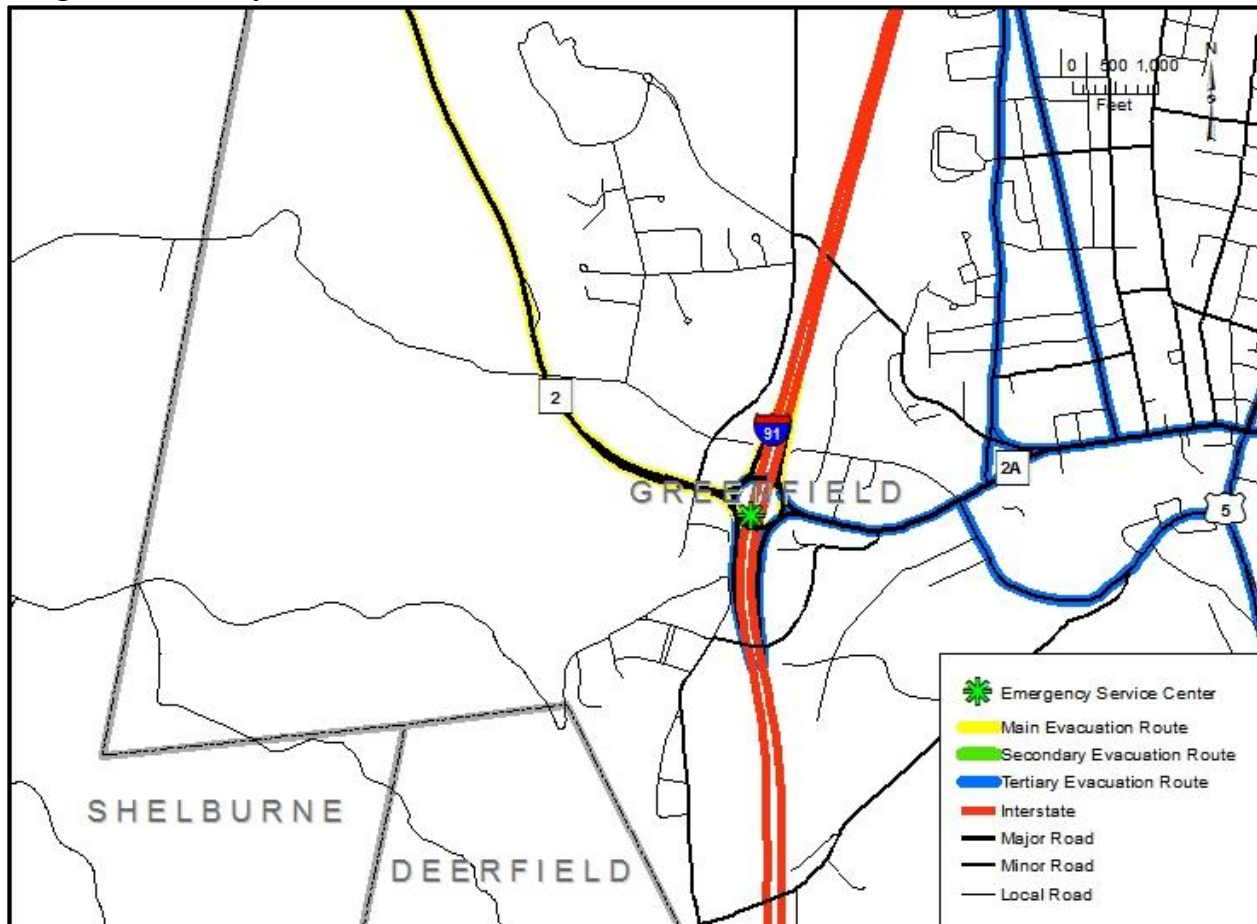 N
0 500 1,000
Feet
2
91
GREENFIELD
2A
5
SHELBURNE
DEERFIELD
Emergency Service Center
Main Evacuation Route
Secondary Evacuation Route
Tertiary Evacuation Route
Interstate
Major Road
Minor Road
Local Road